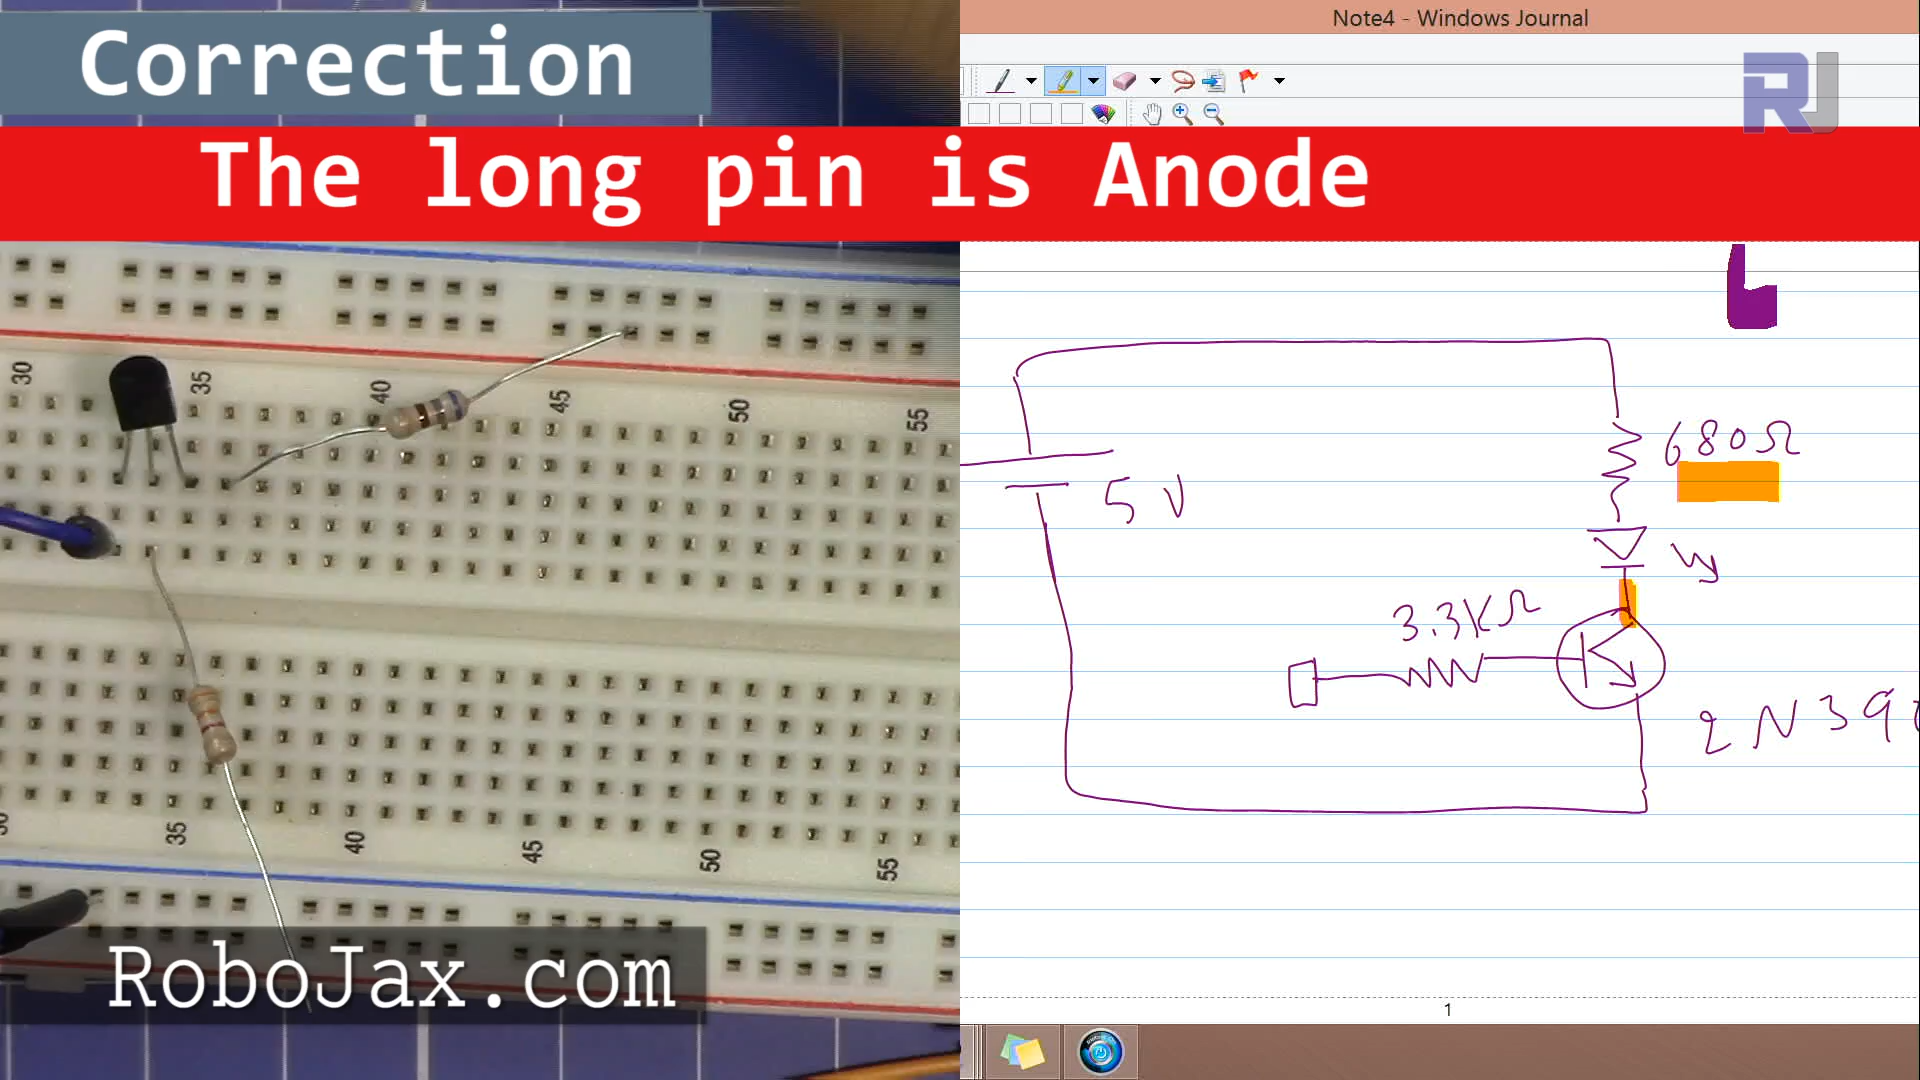 Correction
Note4 - Windows Journal
RJ
The long pin is Anode
30
35
40
45
50
55
680Ω
5V
3.3KΩ
2N39
35
40
45
50
55
RoboJax.com
1